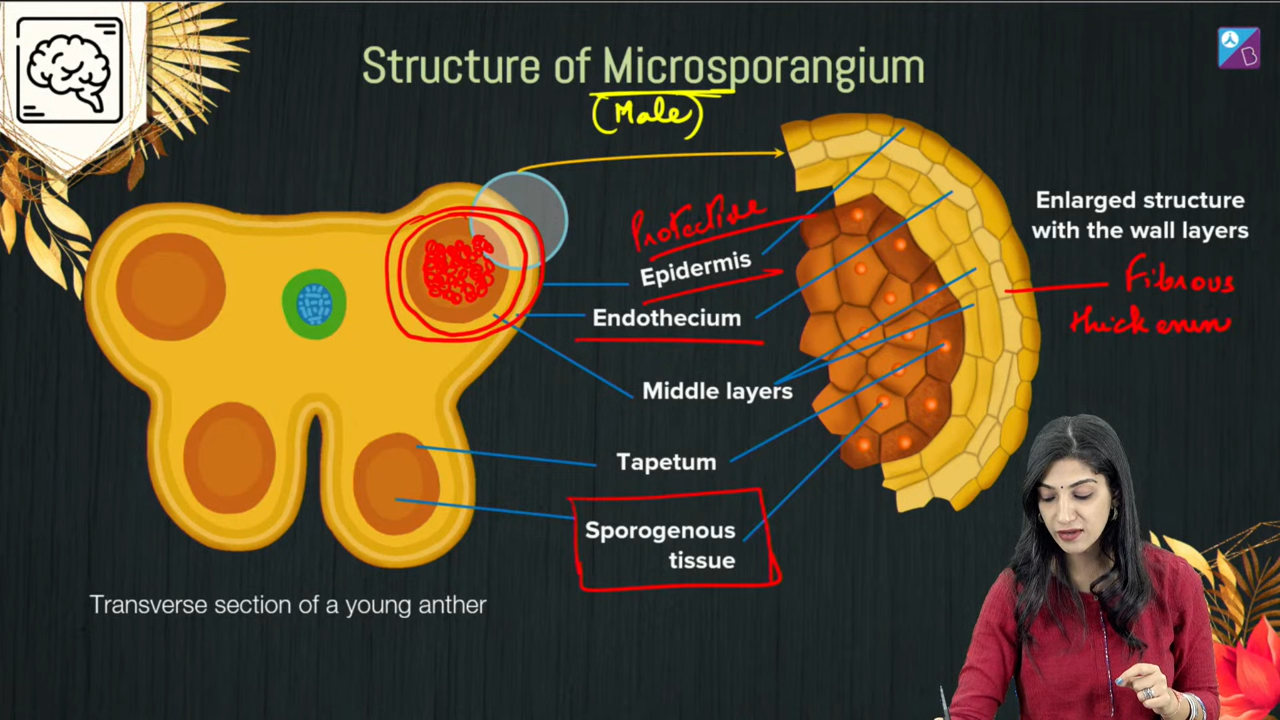 Structure of Microsporangium
(Male)
Protective
Epidermis
Endothecium
Middle layers
Tapetum
Sporogenous
tissue
Enlarged structure
with the wall layers
Fibrous
thickenin
Transverse section of a young anther
B